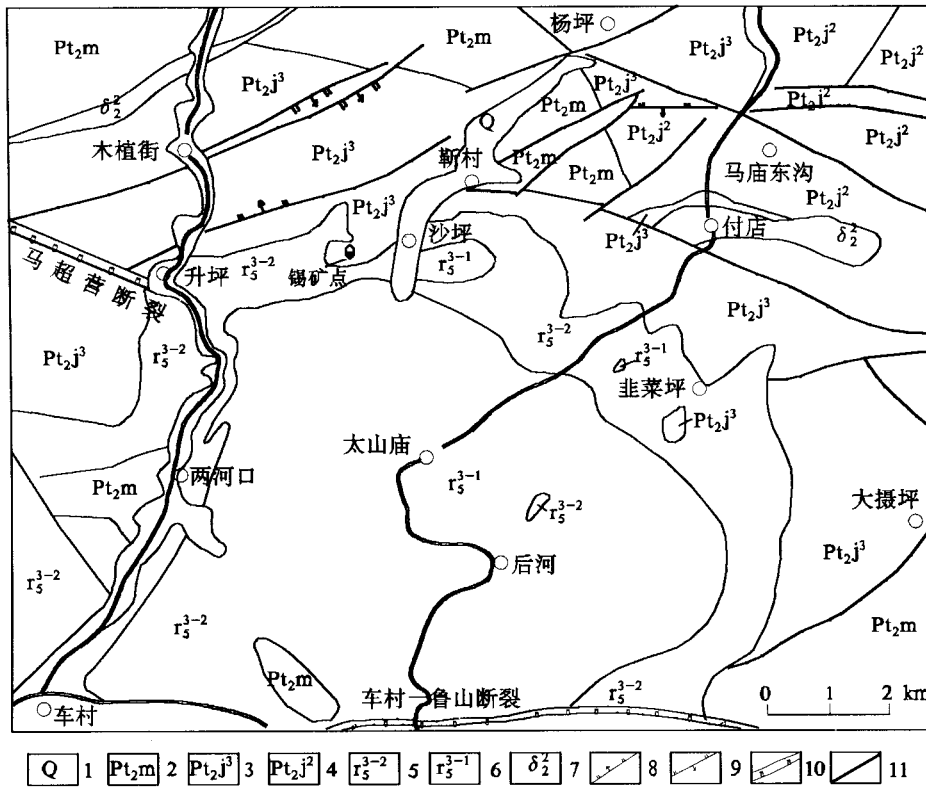 杨坪
Pt₂m
Pt₂m
Pt₂j³
Pt₂j²
Pt₂j²
Pt₂j³
Pt₂j³
δ₂²
Pt₂m
Pt₂j²
Q
Pt₂j²
Pt₂j²
木植街
Pt₂j³
靳村
Pt₂m
Pt₂m
马庙东沟
Pt₂j²
Pt₂j³
沙坪
付店
δ₂²
Pt₂j³
马超营断裂
升坪
r₅³⁻²
锡矿点
r₅³⁻¹
Pt₂j³
Pt₂j³
r₅³⁻²
r₅³⁻²
r₅³⁻¹
韭菜坪
Pt₂j³
太山庙
两河口
r₅³⁻¹
Pt₂m
r₅³⁻²
大摄坪
后河
Pt₂j³
r₅³⁻²
r₅³⁻²
Pt₂m
Pt₂m
车村一鲁山断裂
r₅³⁻²
0 1 2 km
车村
Q 1 Pt₂m 2 Pt₂j³ 3 Pt₂j² 4 r₅³⁻² 5 r₅³⁻¹ 6 δ₂² 7 8 9 10 11